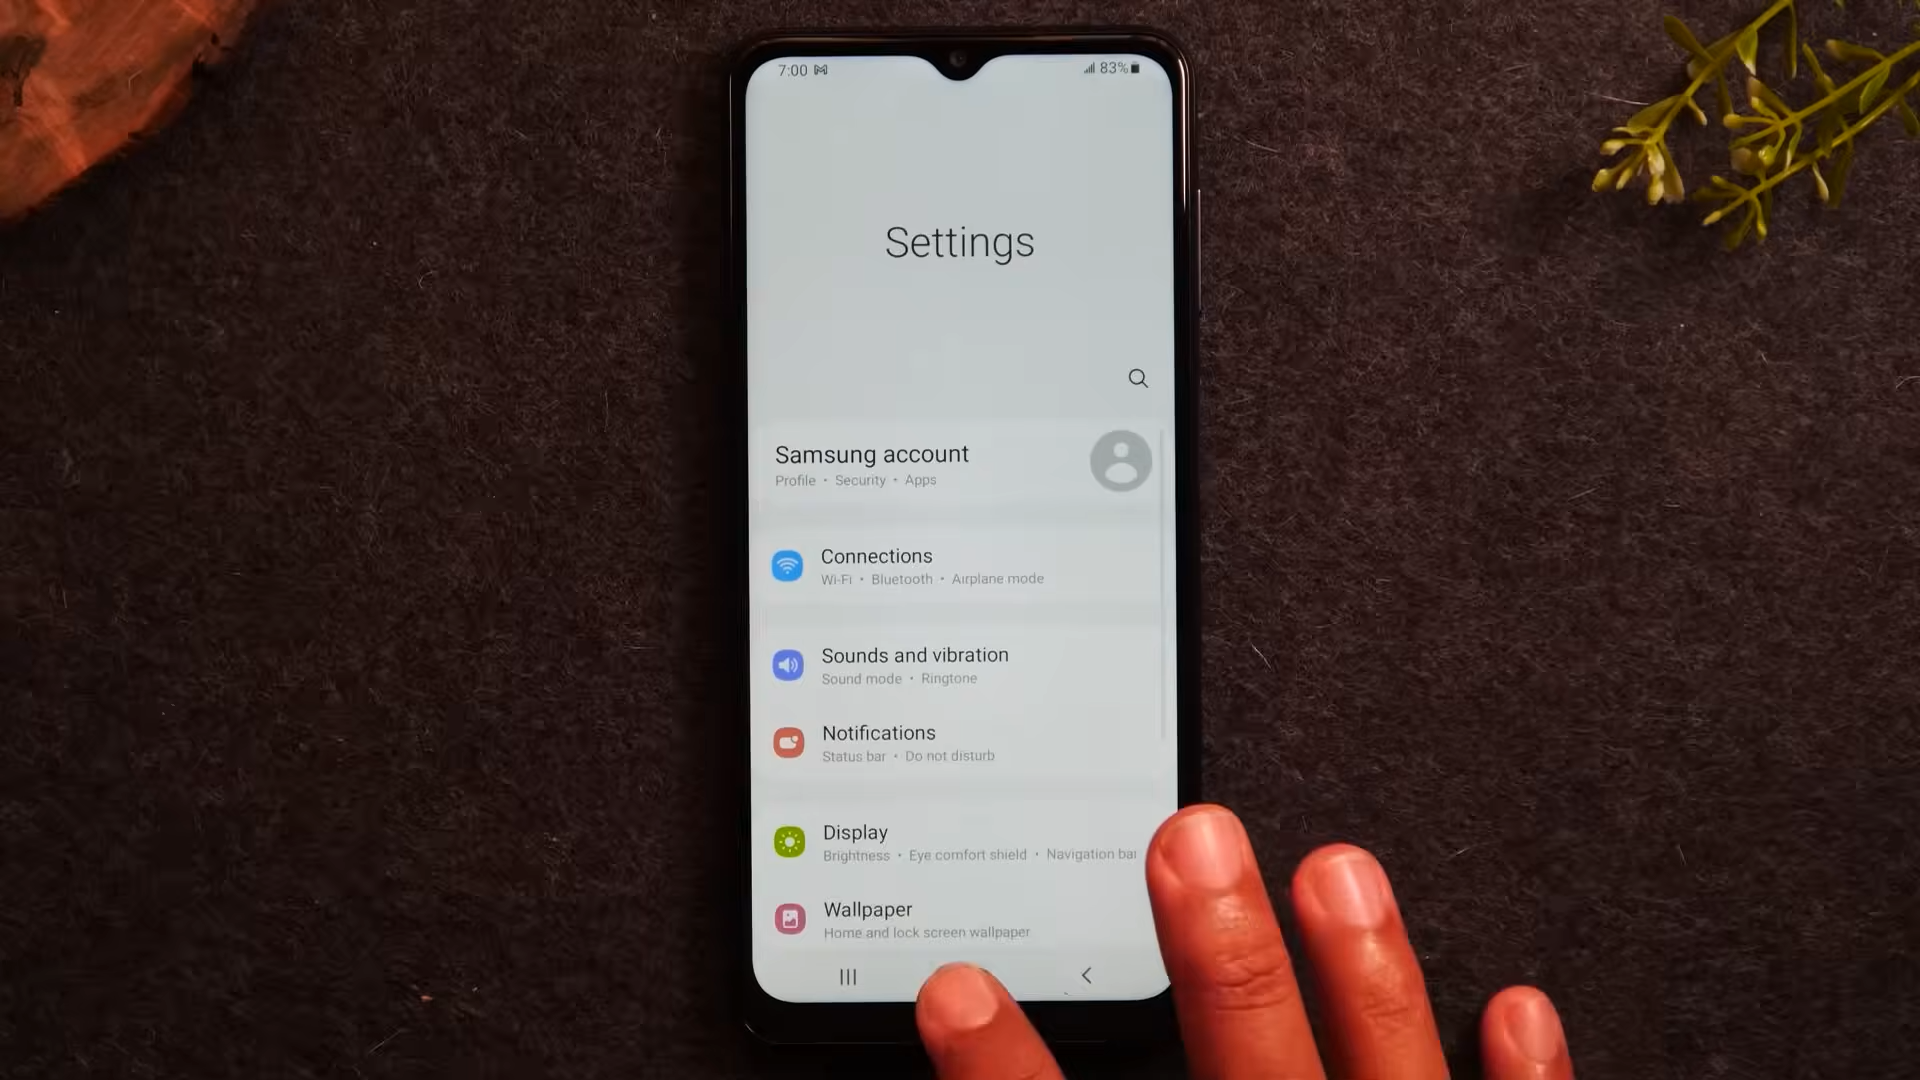 7:00 83%
Settings
Samsung account
Profile • Security • Apps
Connections
Wi-Fi • Bluetooth • Airplane mode
Sounds and vibration
Sound mode • Ringtone
Notifications
Status bar • Do not disturb
Display
Brightness • Eye comfort shield • Navigation bar
Wallpaper
Home and lock screen wallpaper